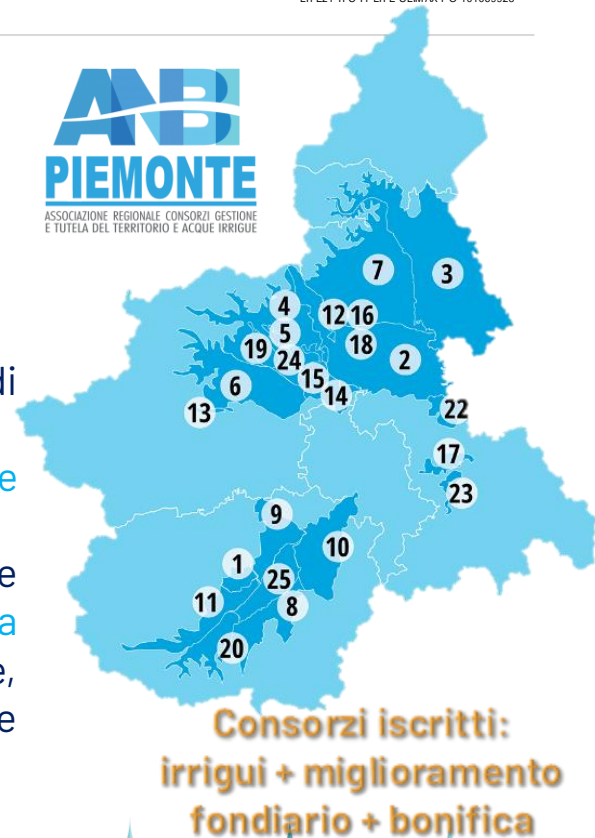 ANBI
PIEMONTE
ASSOCIAZIONE REGIONALE CONSORZI GESTIONE
E TUTELA DEL TERRITORIO E ACQUE IRRIGUE
7
3
4
12 16
5
18
19
24
2
6
15
14
13
22
17
23
9
10
1
25
11
8
20
di
e
e
a
e,
e
Consorzi iscritti:
irrigui + miglioramento
fondiario + bonifica